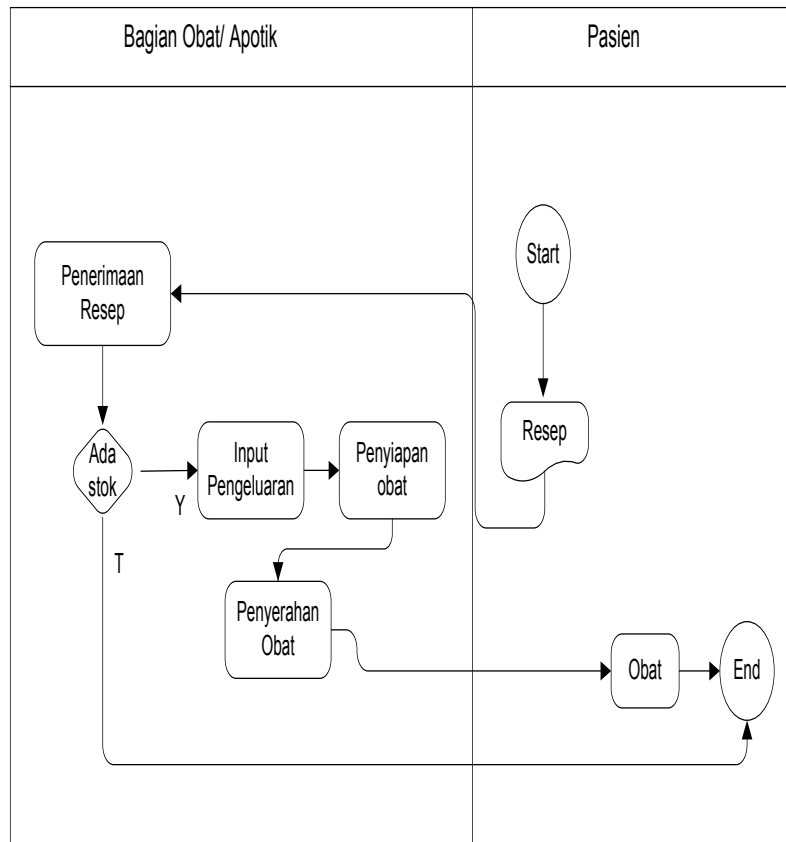 Bagian Obat/ Apotik
Pasien
Start
Penerimaan
Resep
Resep
Ada
stok
Y
T
Input
Pengeluaran
Penyiapan
obat
Penyerahan
Obat
Obat
End